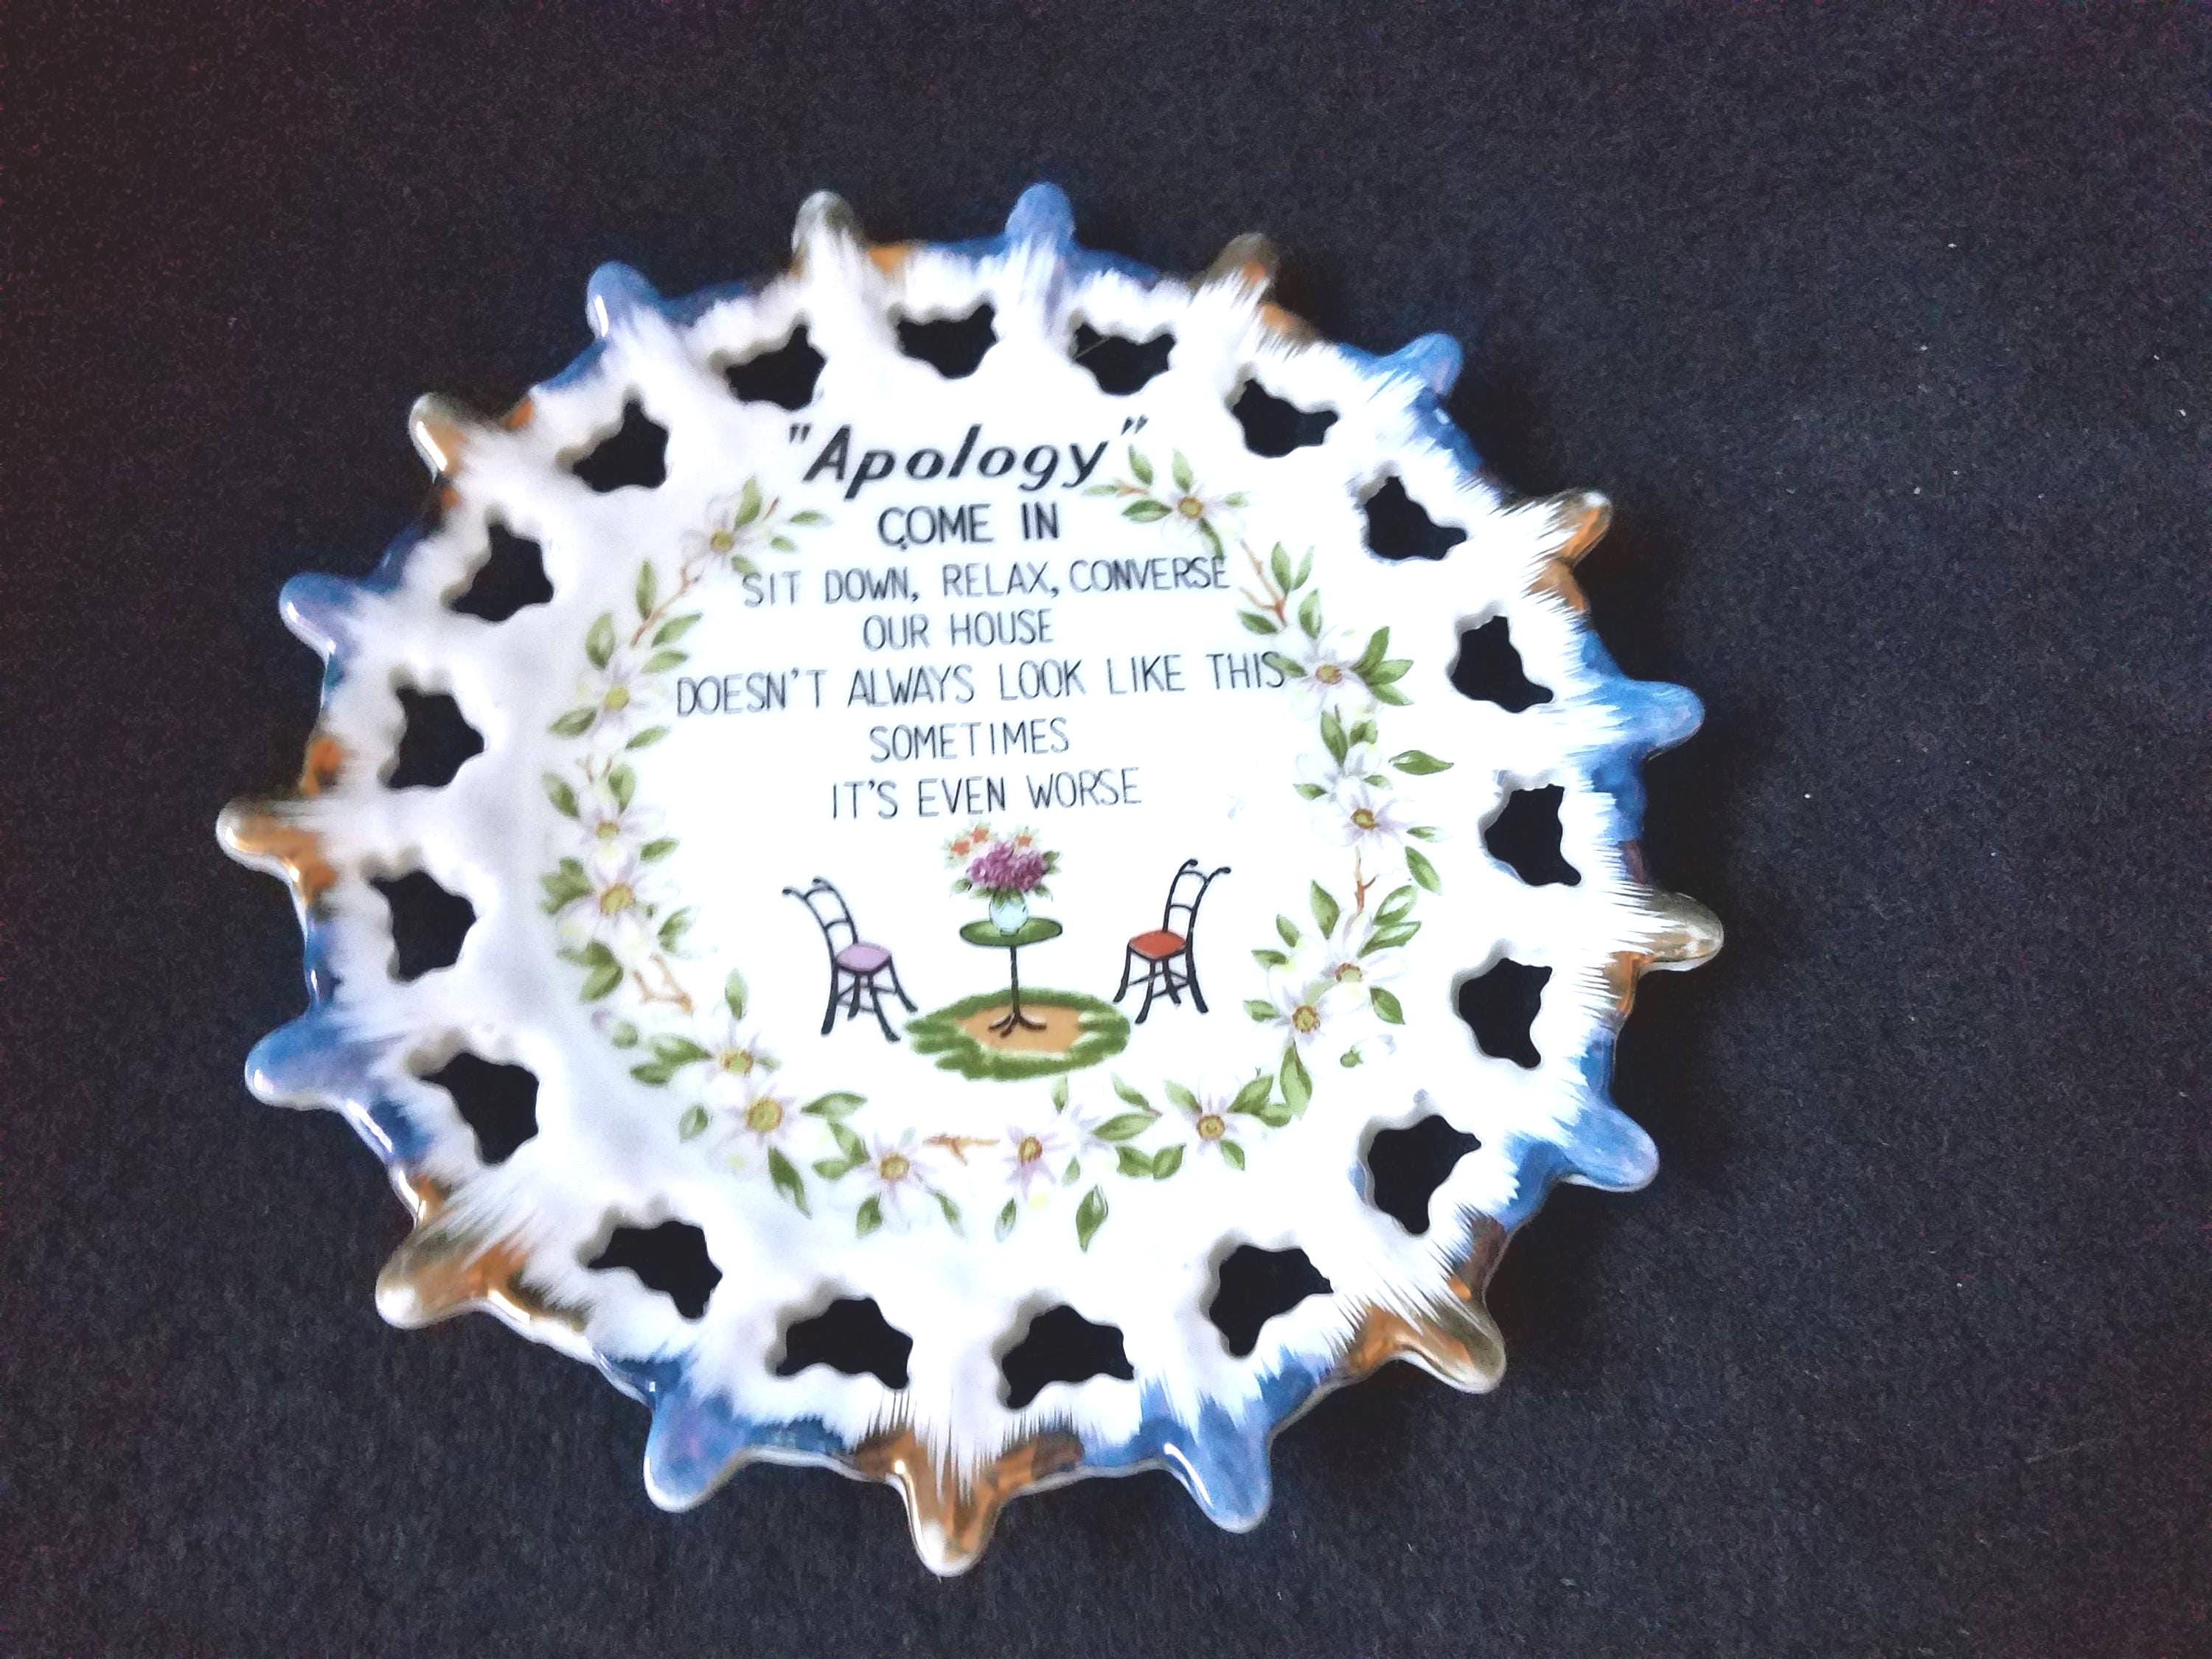 "Apology"
COME IN
SIT DOWN, RELAX, CONVERSE
OUR HOUSE
DOESN'T ALWAYS LOOK LIKE THIS
SOMETIMES
IT'S EVEN WORSE